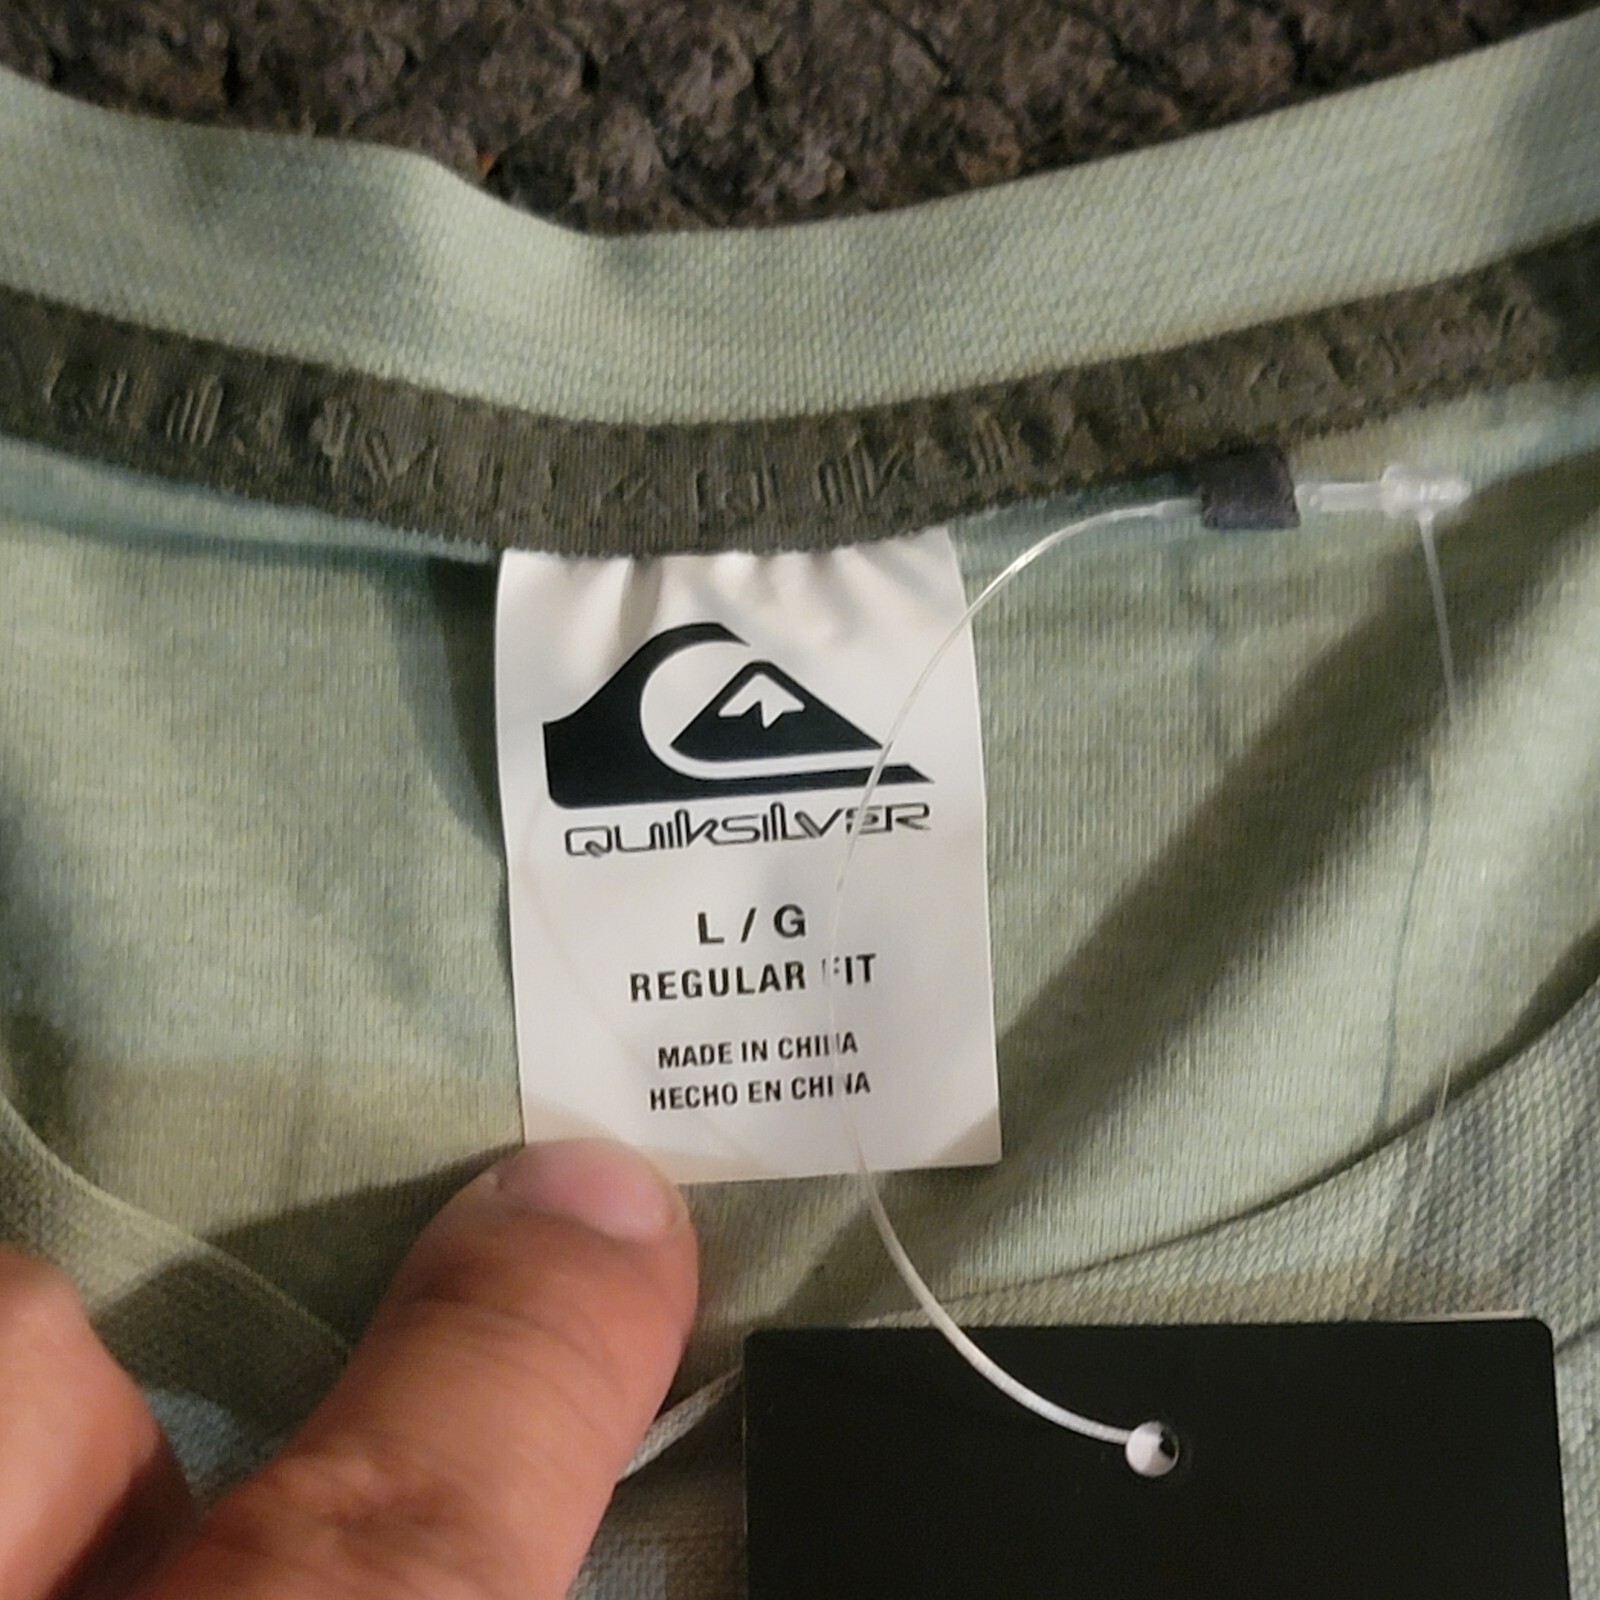 QUIKSILVER
L / G
REGULAR FIT
MADE IN CHINA
HECHO EN CHINA